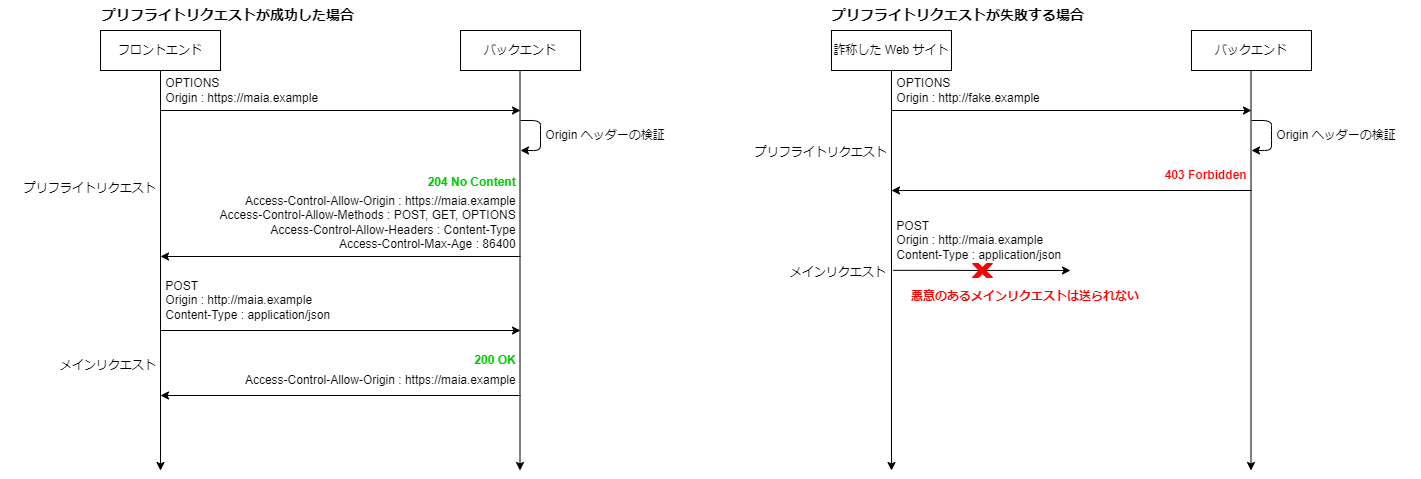 プリフライトリクエストが成功した場合
フロントエンド
バックエンド
OPTIONS
Origin : https://maia.example
Origin ヘッダーの検証
プリフライトリクエスト
204 No Content
Access-Control-Allow-Origin : https://maia.example
Access-Control-Allow-Methods : POST, GET, OPTIONS
Access-Control-Allow-Headers : Content-Type
Access-Control-Max-Age : 86400
POST
Origin : http://maia.example
Content-Type : application/json
メインリクエスト
200 OK
Access-Control-Allow-Origin : https://maia.example
プリフライトリクエストが失敗する場合
詐称した Web サイト
バックエンド
OPTIONS
Origin : http://fake.example
Origin ヘッダーの検証
プリフライトリクエスト
403 Forbidden
POST
Origin : http://maia.example
Content-Type : application/json
メインリクエスト
悪意のあるメインリクエストは送られない